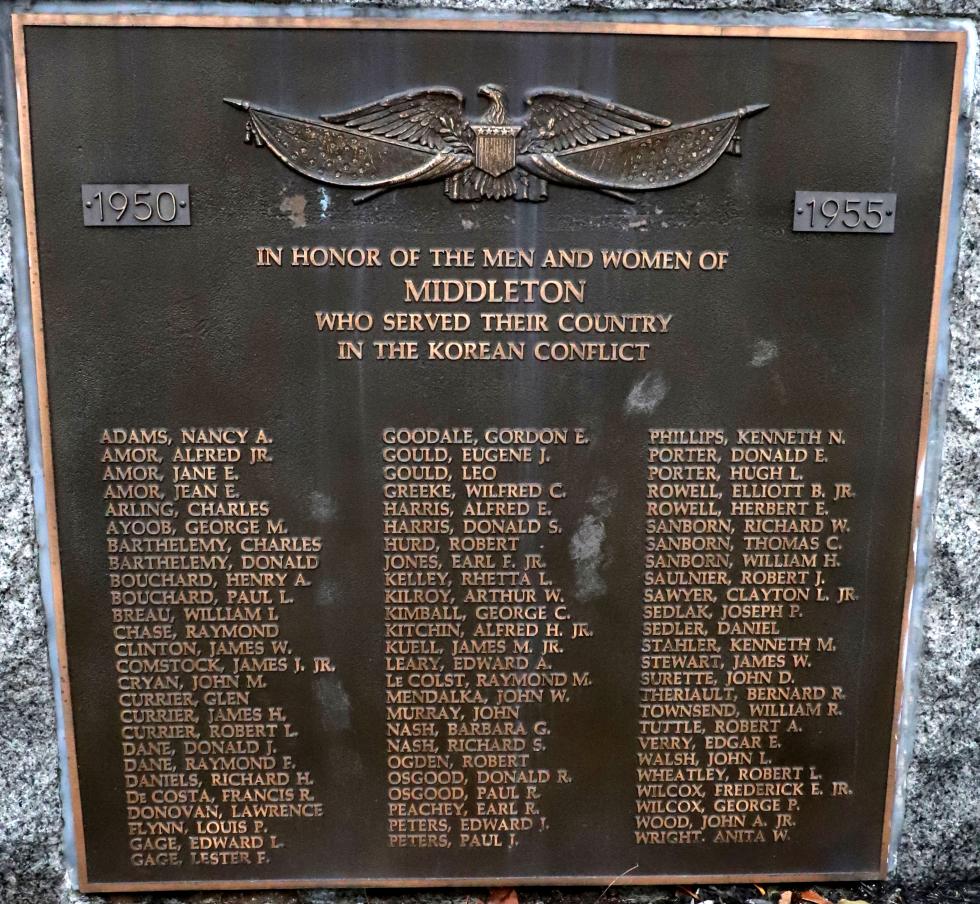 ·1950·
·1955·
IN HONOR OF THE MEN AND WOMEN OF
MIDDLETON
WHO SERVED THEIR COUNTRY
IN THE KOREAN CONFLICT
ADAMS, NANCY A.
AMOR, ALFRED JR.
AMOR, JANE E.
AMOR, JEAN E.
ARLING, CHARLES
AYOOB, GEORGE M.
BARTHELEMY, CHARLES
BARTHELEMY, DONALD
BOUCHARD, HENRY A.
BOUCHARD, PAUL L.
BREAU, WILLIAM I.
CHASE, RAYMOND
CLINTON, JAMES W.
COMSTOCK, JAMES J. JR.
CRYAN, JOHN M.
CURRIER, GLEN
CURRIER, JAMES H.
CURRIER, ROBERT L.
DANE, DONALD J.
DANE, RAYMOND F.
DANIELS, RICHARD H.
DE COSTA, FRANCIS R.
DONOVAN, LAWRENCE
FLYNN, LOUIS P.
GAGE, EDWARD L.
GAGE, LESTER F.
GOODALE, GORDON E.
GOULD, EUGENE J.
GOULD, LEO
GREEKE, WILFRED C.
HARRIS, ALFRED E.
HARRIS, DONALD S.
HURD, ROBERT
JONES, EARL F. JR.
KELLEY, RHETTA L.
KILROY, ARTHUR W.
KIMBALL, GEORGE C.
KITCHIN, ALFRED H. JR.
KUELL, JAMES M. JR.
LEARY, EDWARD A.
LE COLST, RAYMOND M.
MENDALKA, JOHN W.
MURRAY, JOHN
NASH, BARBARA G.
NASH, RICHARD S.
OGDEN, ROBERT
OSGOOD, DONALD R.
OSGOOD, PAUL R.
PEACHEY, EARL R.
PETERS, EDWARD J.
PETERS, PAUL J.
PHILLIPS, KENNETH N.
PORTER, DONALD E.
PORTER, HUGH L.
ROWELL, ELLIOTT B. JR.
ROWELL, HERBERT E.
SANBORN, RICHARD W.
SANBORN, THOMAS C.
SANBORN, WILLIAM H.
SAULNIER, ROBERT J.
SAWYER, CLAYTON L. JR.
SEDLAK, JOSEPH P.
SEDLER, DANIEL
STAHLER, KENNETH M.
STEWART, JAMES W.
SURETTE, JOHN D.
THERIAULT, BERNARD R.
TOWNSEND, WILLIAM R.
TUTTLE, ROBERT A.
VERRY, EDGAR E.
WALSH, JOHN L.
WHEATLEY, ROBERT L.
WILCOX, FREDERICK E. JR.
WILCOX, GEORGE P.
WOOD, JOHN A. JR.
WRIGHT, ANITA W.